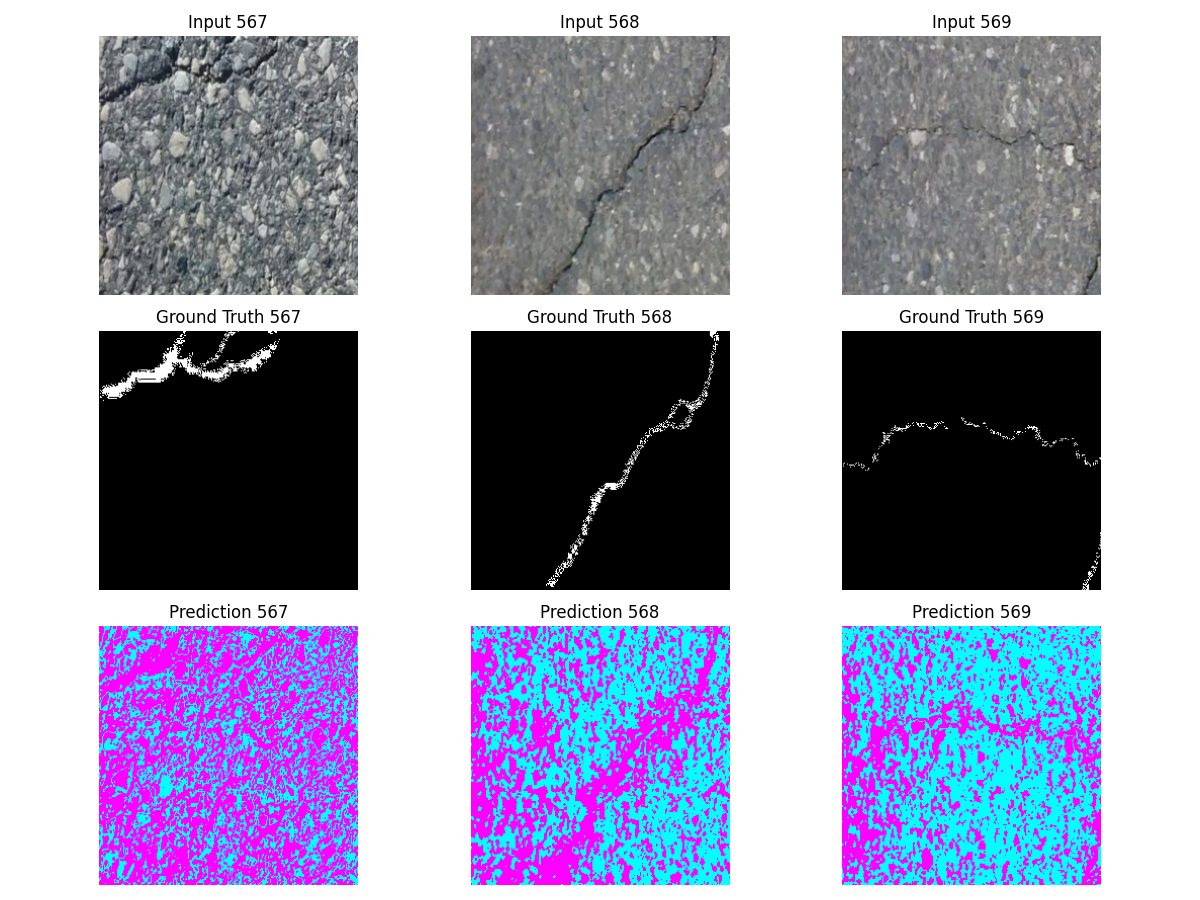 Input 567
Input 568
Input 569
Ground Truth 567
Ground Truth 568
Ground Truth 569
Prediction 567
Prediction 568
Prediction 569